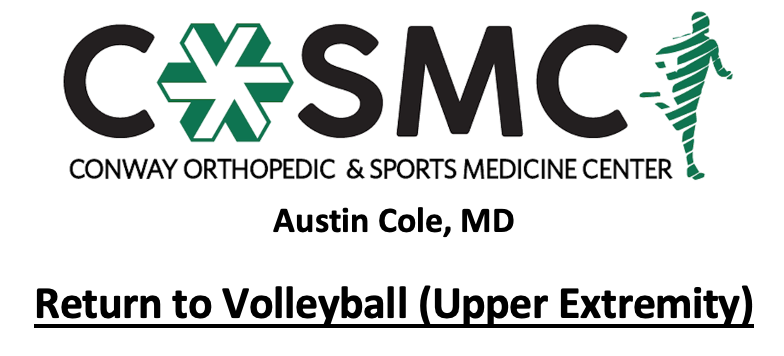 COSMC
CONWAY ORTHOPEDIC & SPORTS MEDICINE CENTER
Austin Cole, MD
Return to Volleyball (Upper Extremity)